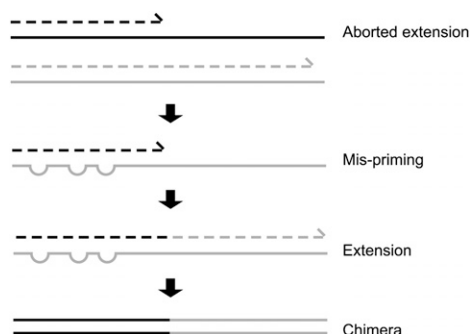 Aborted extension
Mis-priming
Extension
Chimera